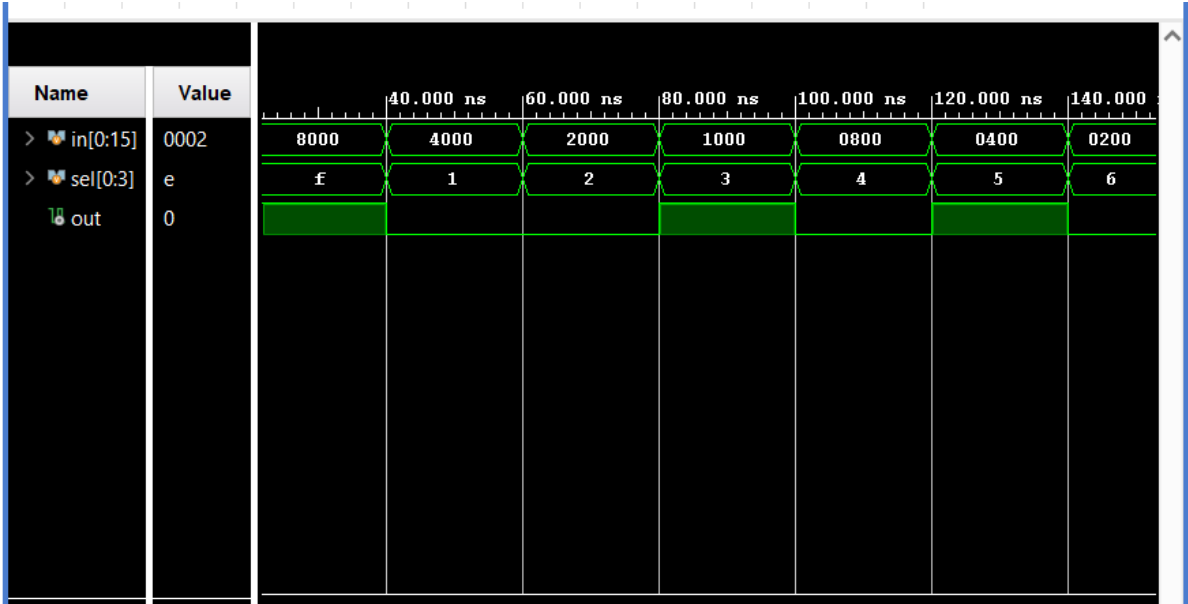 Name Value
40.000 ns 60.000 ns 80.000 ns 100.000 ns 120.000 ns 140.000
in[0:15] 0002 8000 4000 2000 1000 0800 0400 0200
sel[0:3] e f 1 2 3 4 5 6
out 0